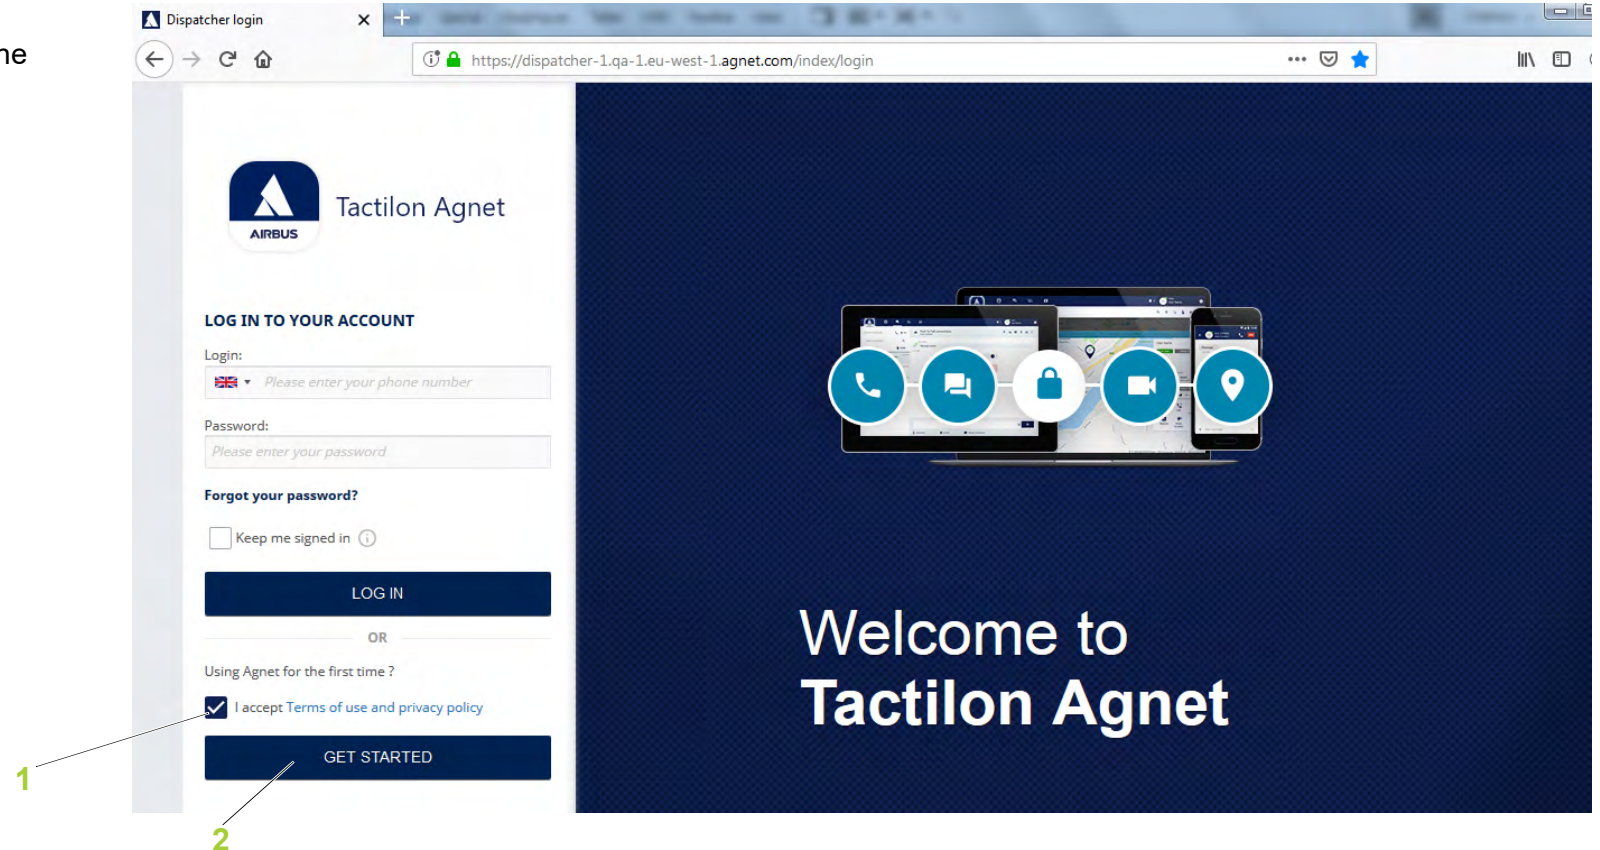 Dispatcher login
ne
https://dispatcher-1.qa-1.eu-west-1.agnet.com/index/login
AIRBUS
Tactilon Agnet
LOG IN TO YOUR ACCOUNT
Login:
Please enter your phone number
Password:
Please enter your password
Forgot your password?
Keep me signed in
LOG IN
OR
Using Agnet for the first time ?
I accept Terms of use and privacy policy
GET STARTED
1
2
Welcome to
Tactilon Agnet